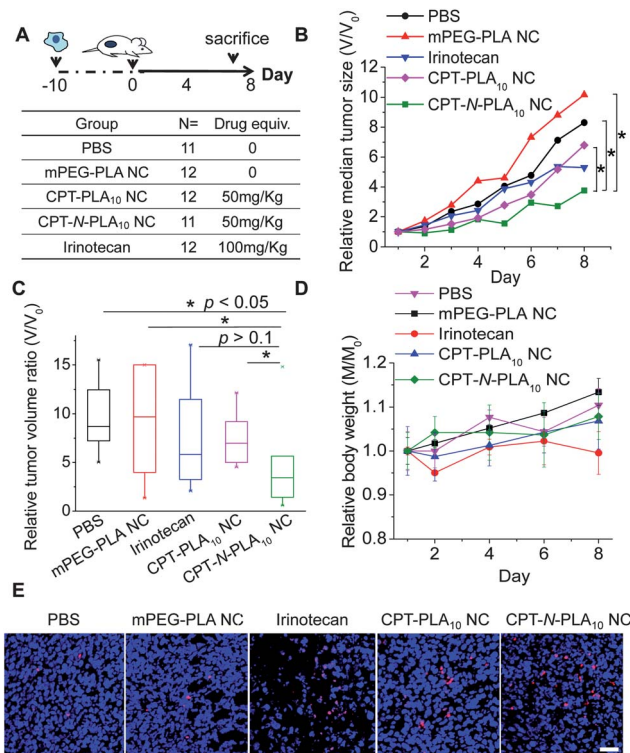 A
sacrifice
-10 0 7 8 Day
Group N= Drug equiv.
PBS 11 0
mPEG-PLA NC 12 0
CPT-PLA10 NC 12 50mg/Kg
CPT-N-PLA10 NC 11 50mg/Kg
Irinotecan 12 100mg/Kg
B
PBS
mPEG-PLA NC
Irinotecan
CPT-PLA10 NC
CPT-N-PLA10 NC
Relative median tumor size (V/V0)
12
10
8
6
4
2
0
* * *
2 4 6 8
Day
C
Relative tumor volume ratio (V/V0)
* p < 0.05
*
p > 0.1
*
15
10
5
0
PBS
mPEG-PLA NC
Irinotecan
CPT-PLA10 NC
CPT-N-PLA10 NC
D
PBS
mPEG-PLA NC
Irinotecan
CPT-PLA10 NC
CPT-N-PLA10 NC
Relative body weight (M/M0)
1.2
1.1
1.0
0.9
0.8
2 4 6 8
Day
E
PBS mPEG-PLA NC Irinotecan CPT-PLA10 NC CPT-N-PLA10 NC